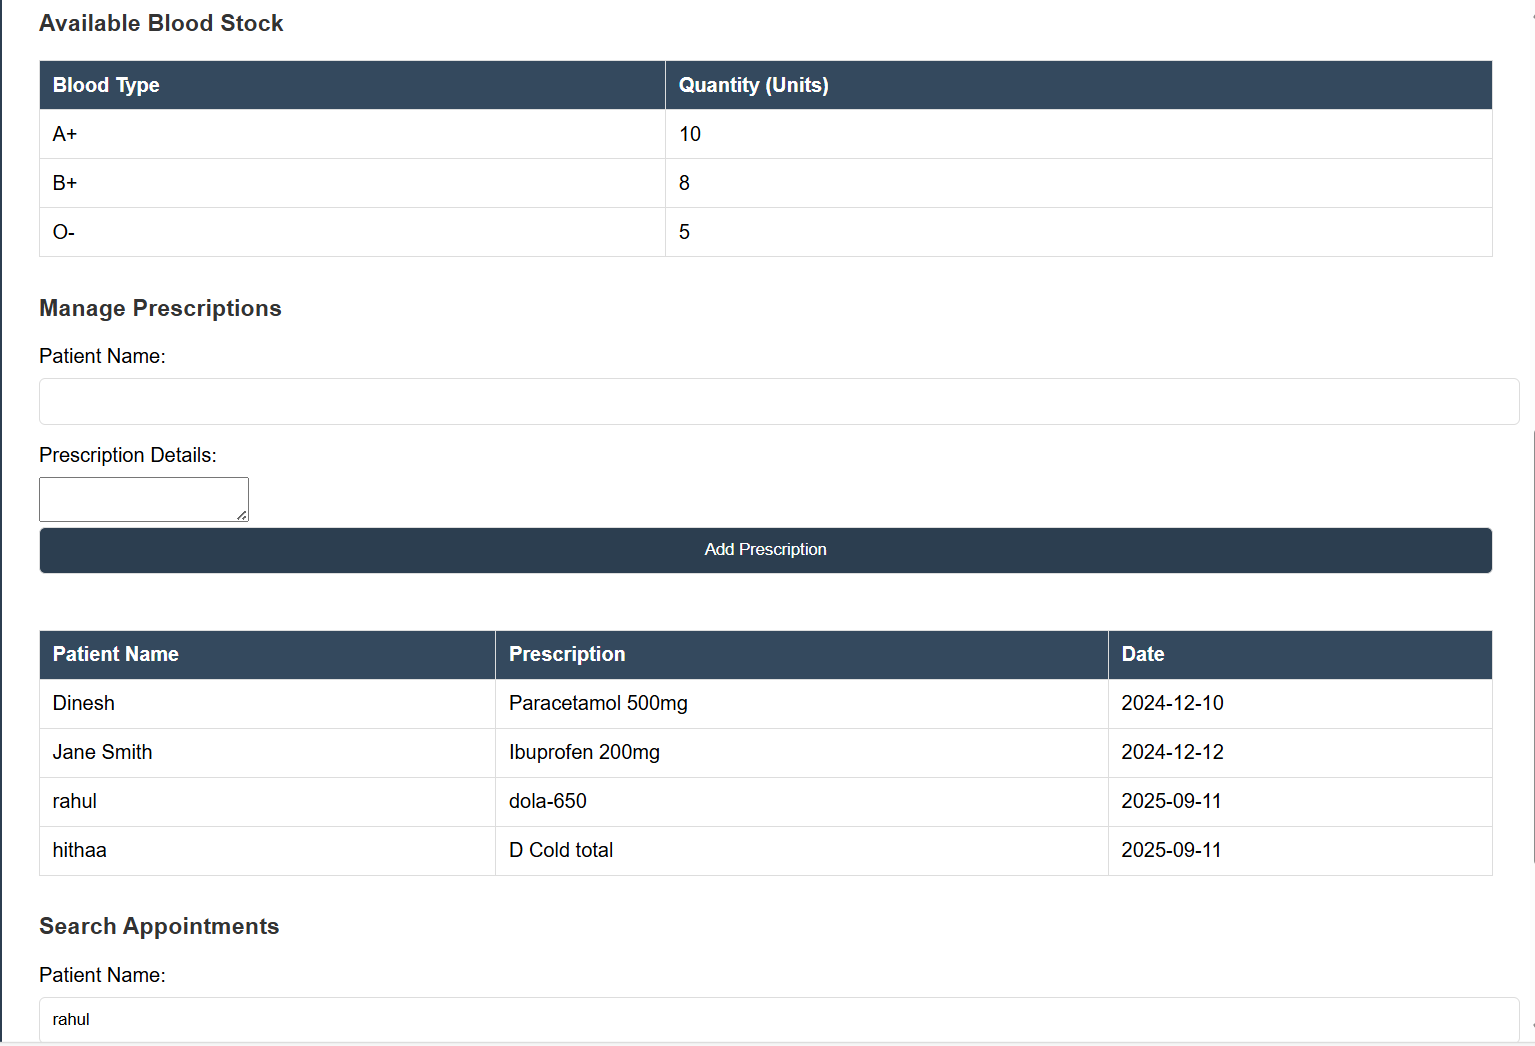 Available Blood Stock
Blood Type Quantity (Units)
A+ 10
B+ 8
O- 5
Manage Prescriptions
Patient Name:
Prescription Details:
Add Prescription
Patient Name Prescription Date
Dinesh Paracetamol 500mg 2024-12-10
Jane Smith Ibuprofen 200mg 2024-12-12
rahul dola-650 2025-09-11
hithaa D Cold total 2025-09-11
Search Appointments
Patient Name:
rahul